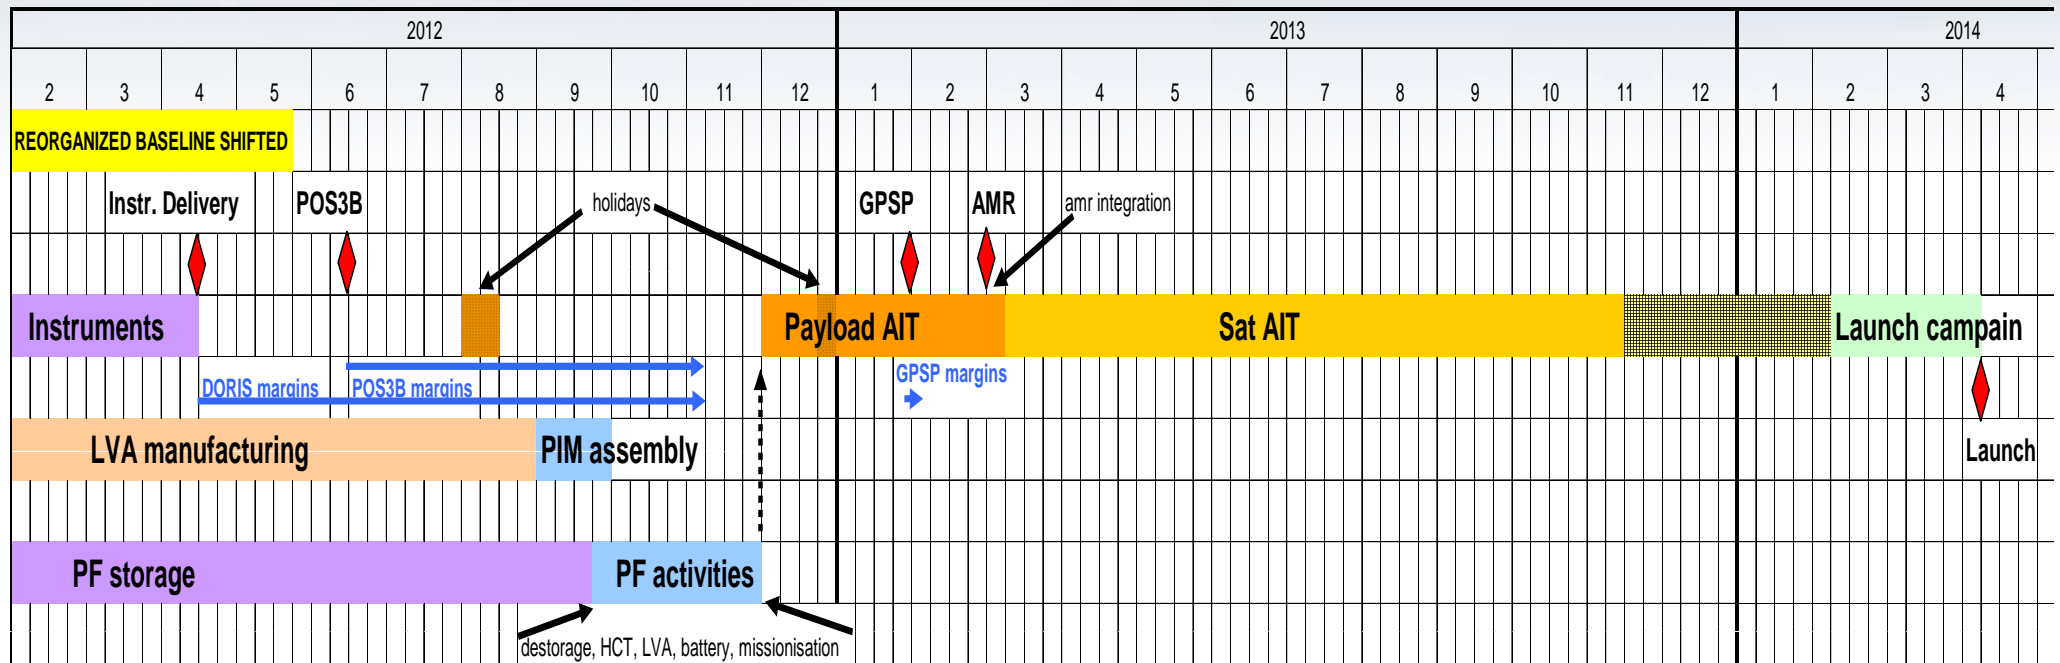 2012 2013 2014
2 3 4 5 6 7 8 9 10 11 12 1 2 3 4 5 6 7 8 9 10 11 12 1 2 3 4
REORGANIZED BASELINE SHIFTED
Instr. Delivery POS3B holidays GPSP AMR amr integration
Instruments Payload AIT Sat AIT Launch campain
DORIS margins POS3B margins GPSP margins
LVA manufacturing PIM assembly Launch
PF storage PF activities
destorage, HCT, LVA, battery, missionisation